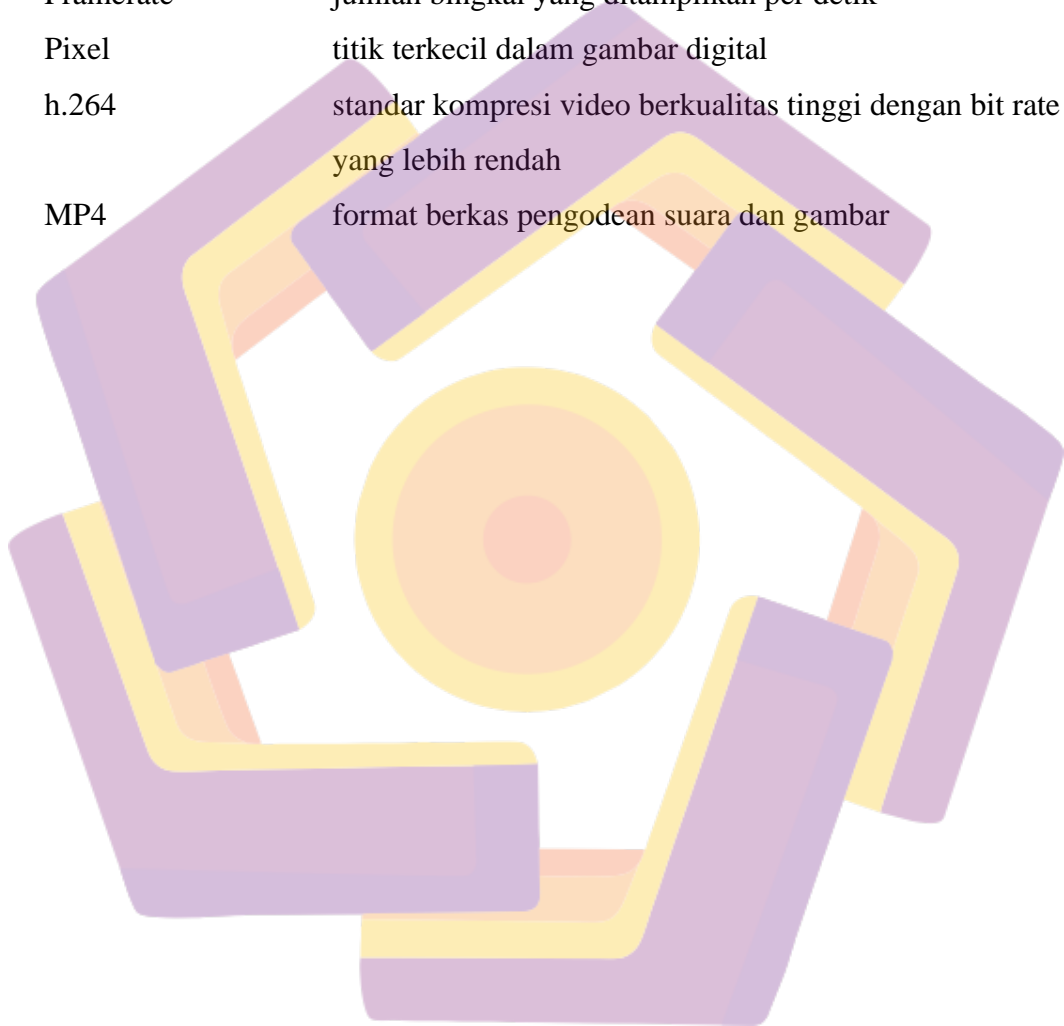 Framerate jumlah bingkai yang ditampilkan per detik
Pixel titik terkecil dalam gambar digital
h.264 standar kompresi video berkualitas tinggi dengan bit rate
yang lebih rendah
MP4 format berkas pengodean suara dan gambar